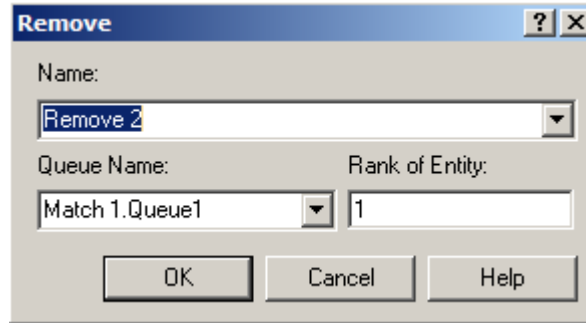 Remove
Name:
Remove 2
Queue Name: Rank of Entity:
Match 1.Queue1 1
OK Cancel Help